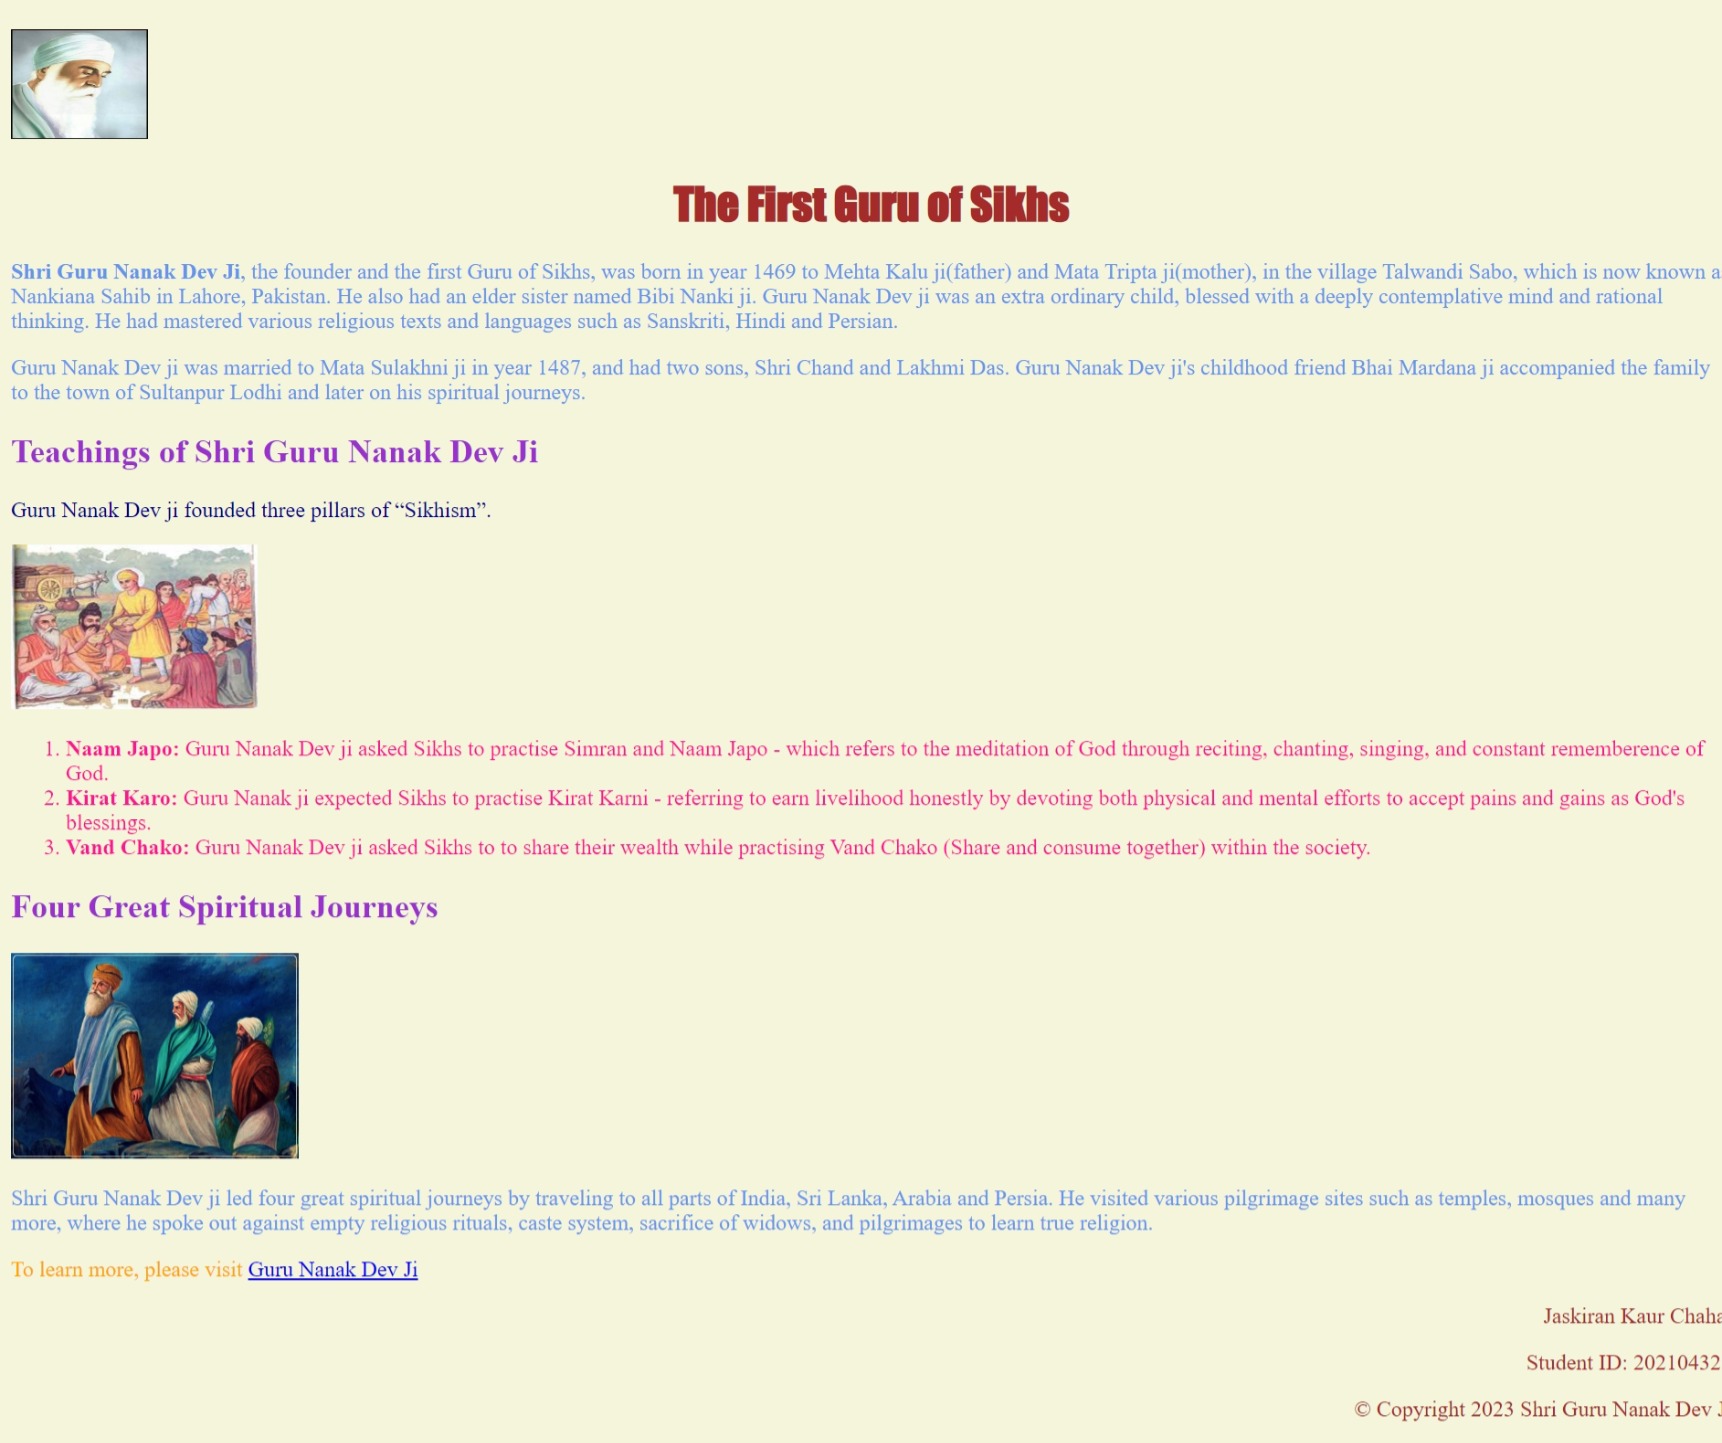 The First Guru of Sikhs
Shri Guru Nanak Dev Ji, the founder and the first Guru of Sikhs, was born in year 1469 to Mehta Kalu ji(father) and Mata Tripta ji(mother), in the village Talwandi Sabo, which is now known
Nankiana Sahib in Lahore, Pakistan. He also had an elder sister named Bibi Nanki ji. Guru Nanak Dev ji was an extra ordinary child, blessed with a deeply contemplative mind and rational
thinking. He had mastered various religious texts and languages such as Sanskriti, Hindi and Persian.
Guru Nanak Dev ji was married to Mata Sulakhni ji in year 1487, and had two sons, Shri Chand and Lakhmi Das. Guru Nanak Dev ji's childhood friend Bhai Mardana ji accompanied the family
to the town of Sultanpur Lodhi and later on his spiritual journeys.
Teachings of Shri Guru Nanak Dev Ji
Guru Nanak Dev ji founded three pillars of “Sikhism”.
1. Naam Japo: Guru Nanak Dev ji asked Sikhs to practise Simran and Naam Japo - which refers to the meditation of God through reciting, chanting, singing, and constant rememberence of
God.
2. Kirat Karo: Guru Nanak ji expected Sikhs to practise Kirat Karni - referring to earn livelihood honestly by devoting both physical and mental efforts to accept pains and gains as God's
blessings.
3. Vand Chako: Guru Nanak Dev ji asked Sikhs to to share their wealth while practising Vand Chako (Share and consume together) within the society.
Four Great Spiritual Journeys
Shri Guru Nanak Dev ji led four great spiritual journeys by traveling to all parts of India, Sri Lanka, Arabia and Persia. He visited various pilgrimage sites such as temples, mosques and many
more, where he spoke out against empty religious rituals, caste system, sacrifice of widows, and pilgrimages to learn true religion.
To learn more, please visit Guru Nanak Dev Ji
Jaskiran Kaur
Student ID: 20210432
© Copyright 2023 Shri Guru Nanak Dev